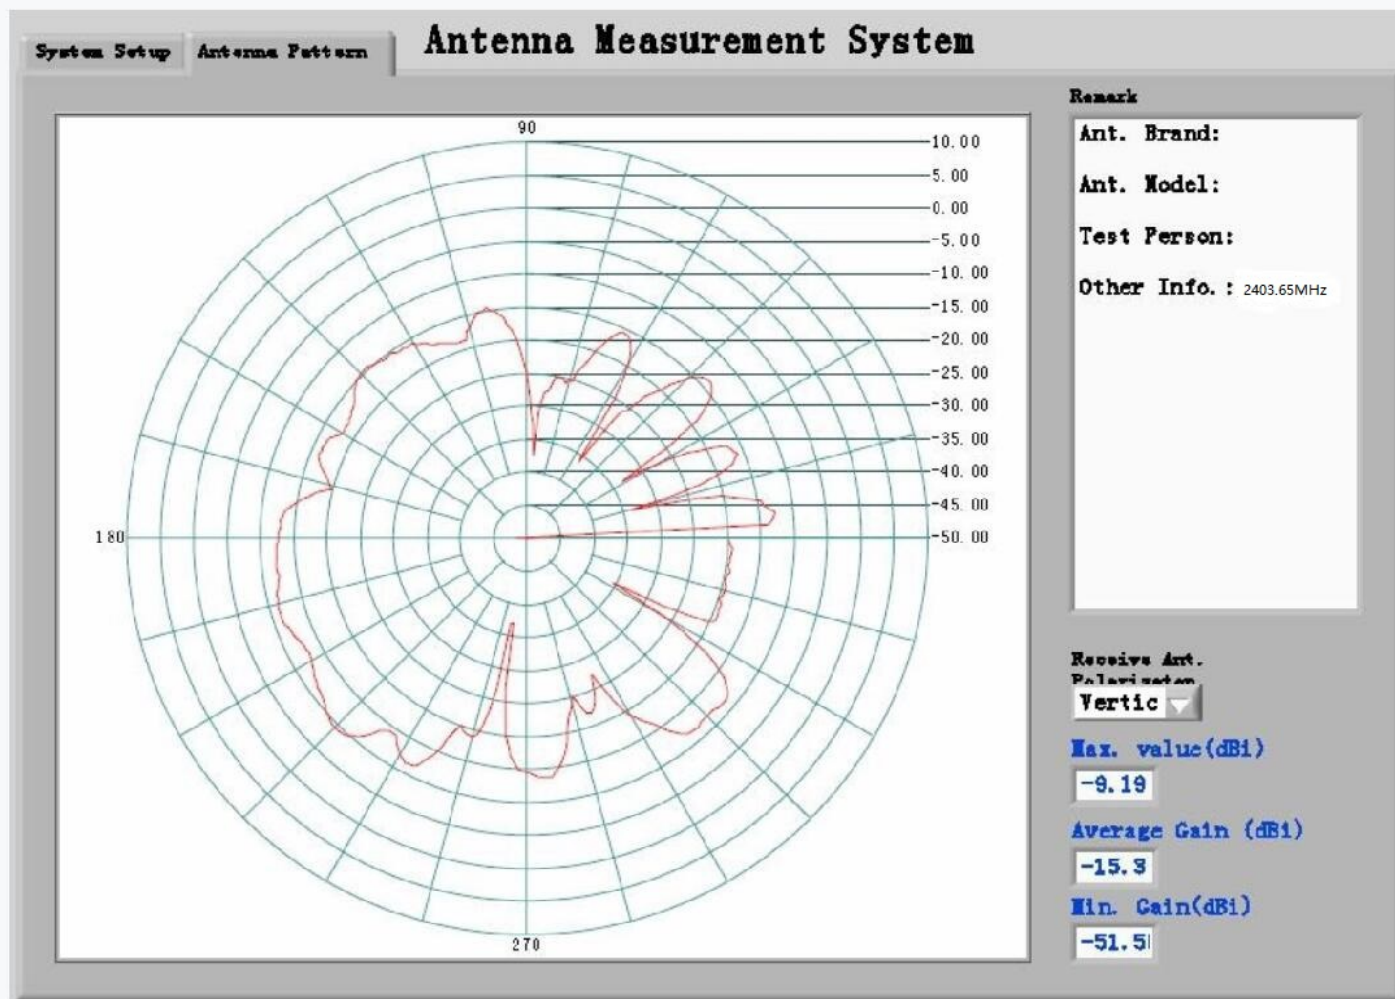 System Setup
Antenna Pattern
Antenna Measurement System
90
10.00
5.00
0.00
-5.00
-10.00
-15.00
-20.00
-25.00
-30.00
-35.00
-40.00
-45.00
-50.00
180
270
Remark
Ant. Brand:
Ant. Model:
Test Person:
Other Info.: 2403.65MHz
Receive Ant.
Polarizaton
Vertic
Max. value(dBi)
-9.19
Average Gain (dBi)
-15.3
Min. Gain(dBi)
-51.5